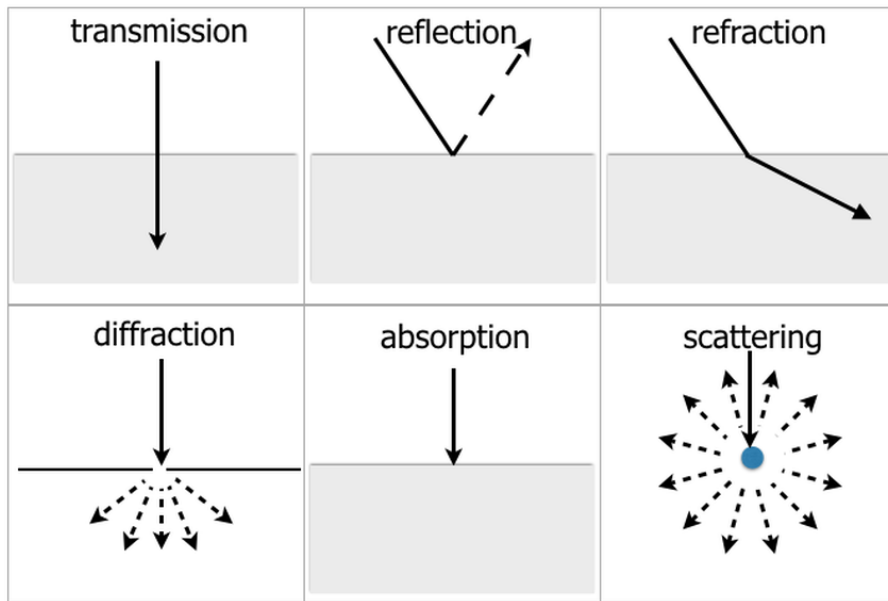 transmission
reflection
refraction
diffraction
absorption
scattering